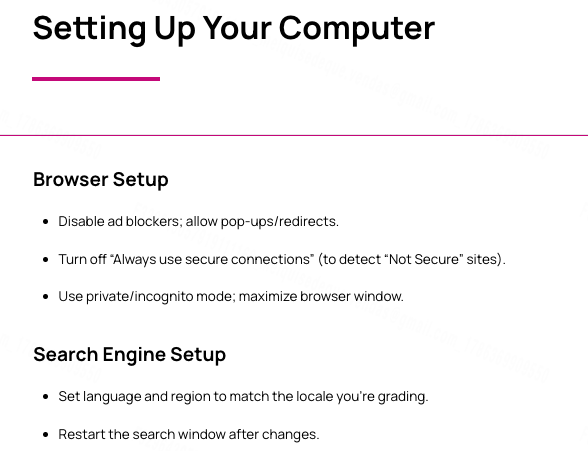 Setting Up Your Computer
Browser Setup
• Disable ad blockers; allow pop-ups/redirects.
• Turn off “Always use secure connections” (to detect “Not Secure” sites).
• Use private/incognito mode; maximize browser window.
Search Engine Setup
• Set language and region to match the locale you’re grading.
• Restart the search window after changes.